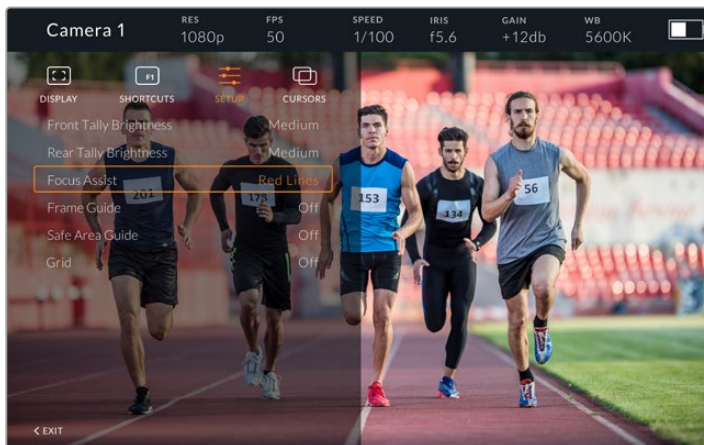 Camera 1
RES FPS SPEED IRIS GAIN WB
1080p 50 1/100 f5.6 +12db 5600K
F1
DISPLAY SHORTCUTS SETUP CURSORS
Front Tally Brightness Medium
Rear Tally Brightness Medium
Focus Assist Red Lines
Frame Guide Off
Safe Area Guide Off
Grid Off
201
178
153
134
56
< EXIT